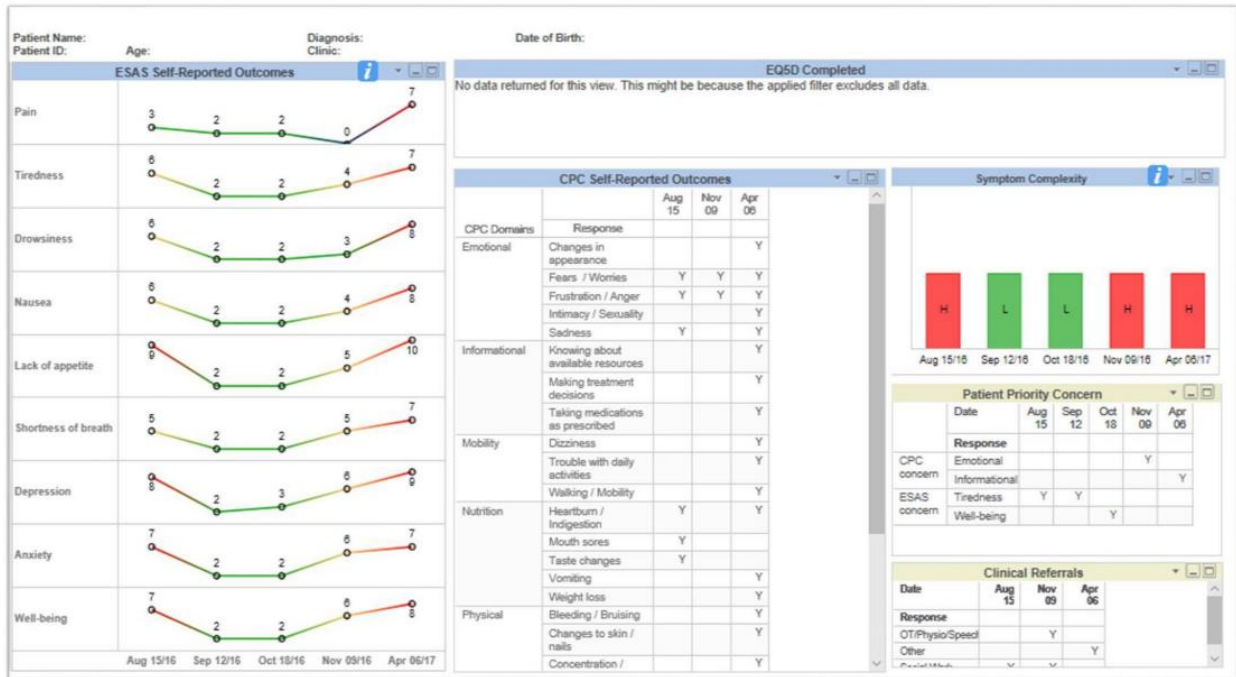 Patient Name: Diagnosis: Date of Birth:
Patient ID: Age: Clinic:
ESAS Self-Reported Outcomes i
Pain 3 2 2 0 7
Tiredness 6 2 2 4 7
Drowsiness 6 2 2 3 8
Nausea 6 2 2 4 8
Lack of appetite 9 2 2 5 10
Shortness of breath 5 2 2 5 7
Depression 8 2 3 6 9
Anxiety 7 2 2 6 7
Well-being 7 2 2 6 8
Aug 15/16 Sep 12/16 Oct 18/16 Nov 09/16 Apr 06/17
EQ5D Completed
No data returned for this view. This might be because the applied filter excludes all data.
CPC Self-Reported Outcomes
Aug Nov Apr
15 09 06
CPC Domains Response
Emotional Changes in Y
appearance
Fears / Worries Y Y Y
Frustration / Anger Y Y Y
Intimacy / Sexuality Y
Sadness Y Y
Informational Knowing about Y
available resources
Making treatment Y
decisions
Taking medications Y
as prescribed
Mobility Dizziness Y
Trouble with daily Y
activities
Walking / Mobility Y
Nutrition Heartburn / Y Y
Indigestion
Mouth sores Y
Taste changes Y
Vomiting Y
Weight loss Y
Physical Bleeding / Bruising Y
Changes to skin / Y
nails
Concentration / Y
Symptom Complexity i
H L L H H
Aug 15/16 Sep 12/16 Oct 18/16 Nov 09/16 Apr 06/17
Patient Priority Concern
Date Aug Sep Oct Nov Apr
15 12 18 09 06
Response
CPC Emotional Y
concern Informational Y
ESAS Tiredness Y Y
concern Well-being Y
Clinical Referrals
Date Aug Nov Apr
15 09 06
Response
OT/Physio/Speech Y
Other Y
Social Work Y Y